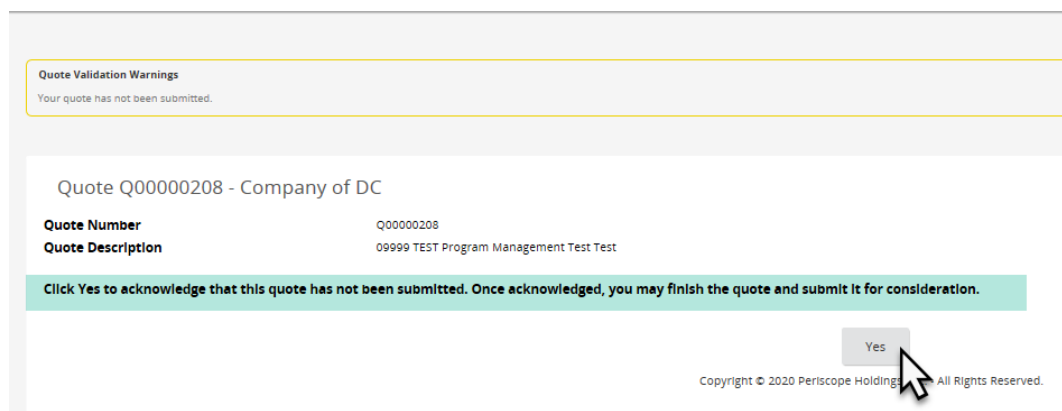 Quote Validation Warnings
Your quote has not been submitted.
Quote Q00000208 - Company of DC
Quote Number Q00000208
Quote Description 09999 TEST Program Management Test Test
Click Yes to acknowledge that this quote has not been submitted. Once acknowledged, you may finish the quote and submit it for consideration.
Yes
Copyright © 2020 Periscope Holdings All Rights Reserved.